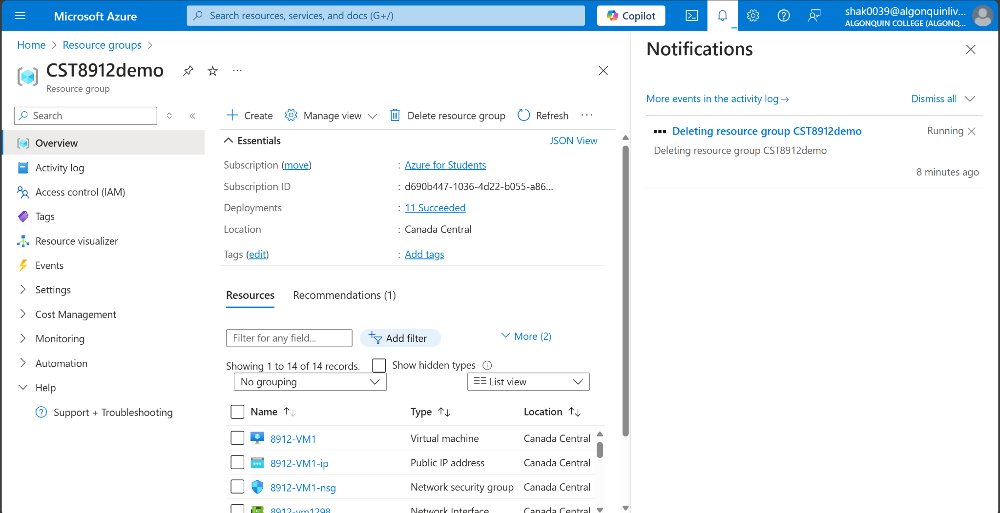 Microsoft Azure
Search resources, services, and docs (G+/)
Copilot
shak0039@algonquinliv...
ALGONQUIN COLLEGE (ALGONQ...
Home
Resource groups
CST8912demo
...
Resource group
Search
Overview
Activity log
Access control (IAM)
Tags
Resource visualizer
Events
Settings
Cost Management
Monitoring
Automation
Help
Support + Troubleshooting
Create
Manage view
Delete resource group
Refresh
...
Essentials
JSON View
Subscription (move) : Azure for Students
Subscription ID : d690b447-1036-4d22-b055-a86...
Deployments : 11 Succeeded
Location : Canada Central
Tags (edit) : Add tags
Resources
Recommendations (1)
Filter for any field...
Add filter
More (2)
Showing 1 to 14 of 14 records.
Show hidden types
No grouping
List view
Name Type Location
8912-VM1 Virtual machine Canada Central
8912-VM1-ip Public IP address Canada Central
8912-VM1-nsg Network security group Canada Central
8912-vm1298 Network Interface Canada Central
Notifications
More events in the activity log →
Dismiss all
Deleting resource group CST8912demo
Running
Deleting resource group CST8912demo
8 minutes ago